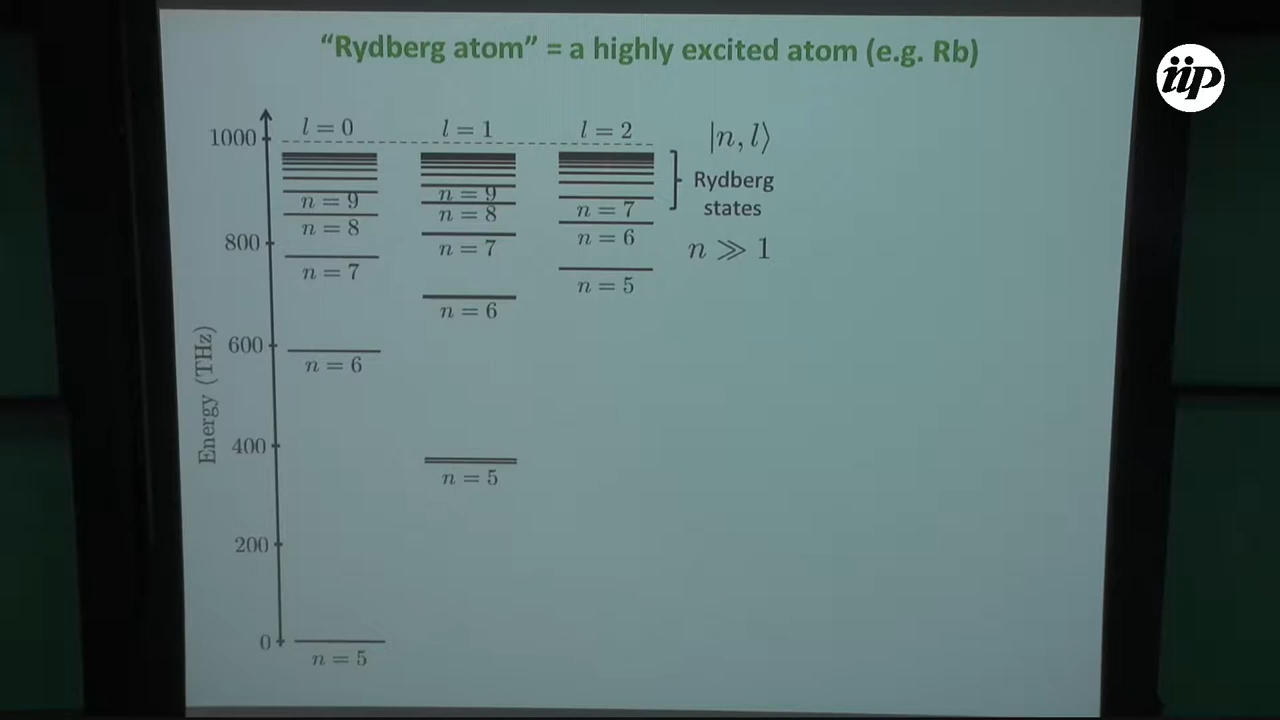 “Rydberg atom” = a highly excited atom (e.g. Rb)
iip
1000
l = 0
l = 1
l = 2
|n, l⟩
n = 9
n = 9
n = 7
Rydberg
states
n = 8
n = 8
n = 6
800
n = 7
n = 7
n = 5
n ≫ 1
n = 6
600
n = 6
Energy (THz)
400
n = 5
200
0
n = 5